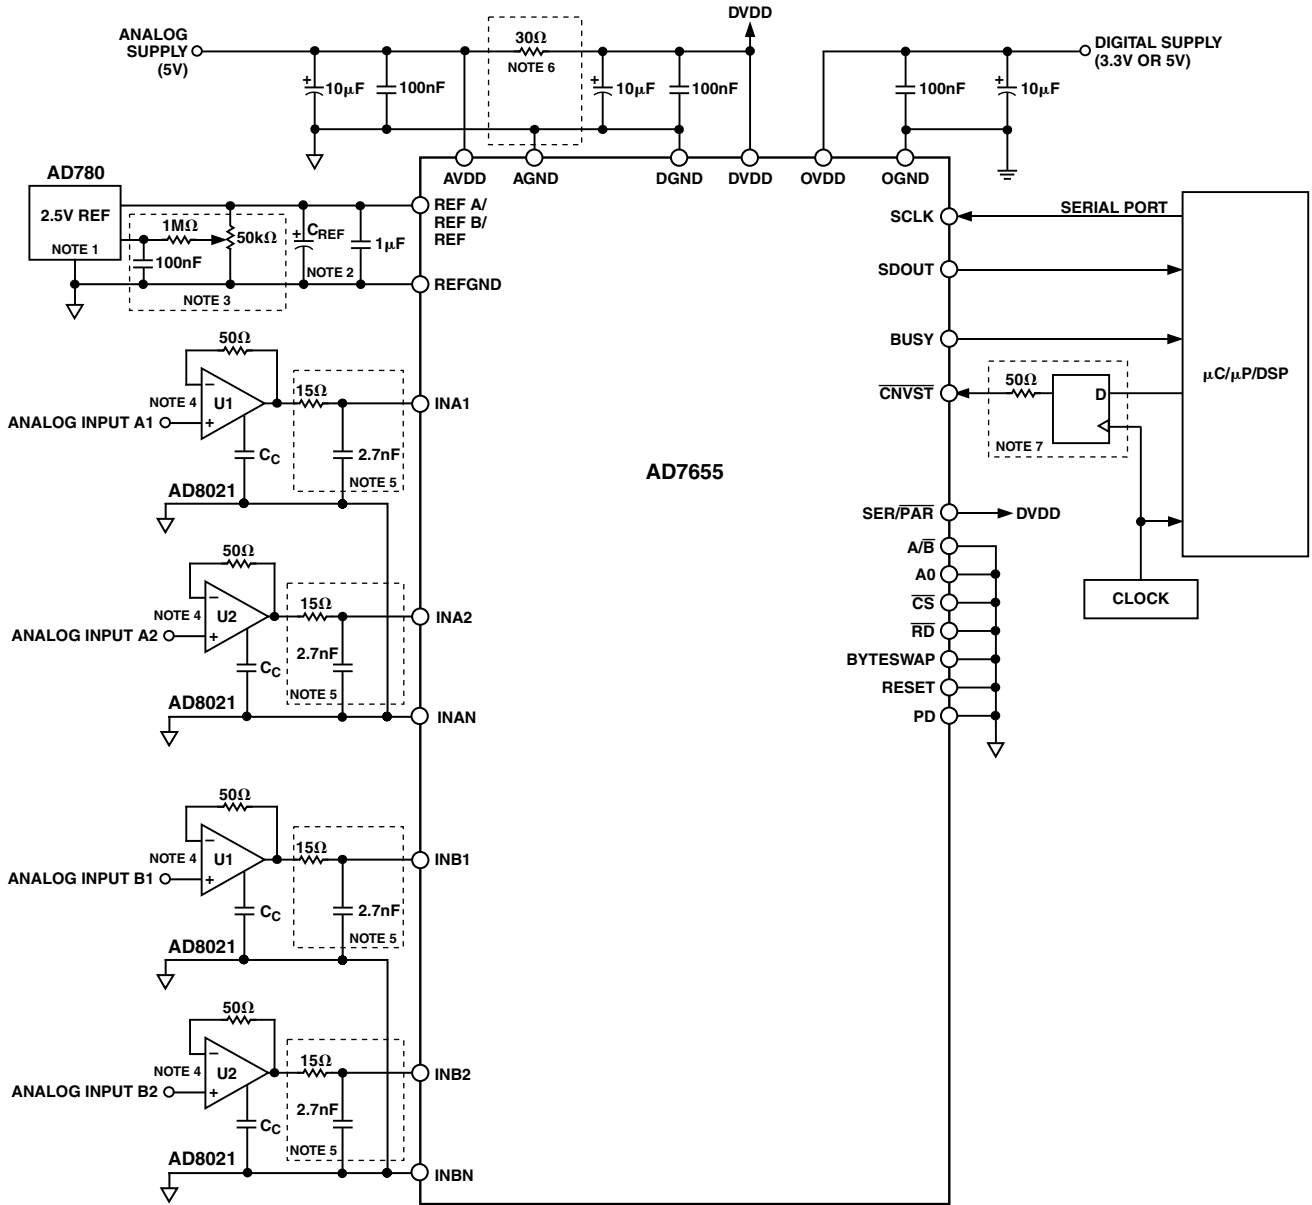 ANALOG
SUPPLY
(5V)
30Ω
NOTE 6
DVDD
DIGITAL SUPPLY
(3.3V OR 5V)
+
10μF
100nF
+
10μF
100nF
100nF
+
10μF
AVDD
AGND
DGND
DVDD
OVDD
OGND
AD780
2.5V REF
NOTE 1
1MΩ
50kΩ
100nF
NOTE 3
+
CREF
NOTE 2
1μF
REF A/
REF B/
REF
REFGND
SCLK
SERIAL PORT
SDOUT
BUSY
CNVST
50Ω
D
NOTE 7
μC/μP/DSP
50Ω
NOTE 4
−
U1
+
ANALOG INPUT A1
CC
AD8021
15Ω
2.7nF
NOTE 5
INA1
AD7655
SER/PAR
DVDD
A/B
A0
CS
RD
BYTESWAP
RESET
PD
CLOCK
50Ω
NOTE 4
−
U2
+
ANALOG INPUT A2
CC
AD8021
15Ω
2.7nF
NOTE 5
INA2
INAN
50Ω
NOTE 4
−
U1
+
ANALOG INPUT B1
CC
AD8021
15Ω
2.7nF
NOTE 5
INB1
50Ω
NOTE 4
−
U2
+
ANALOG INPUT B2
CC
AD8021
15Ω
2.7nF
NOTE 5
INB2
INBN